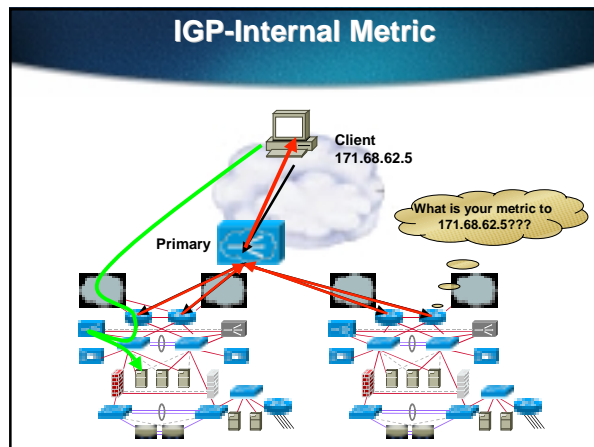 IGP-Internal Metric
Client
171.68.62.5
What is your metric to
171.68.62.5???
Primary